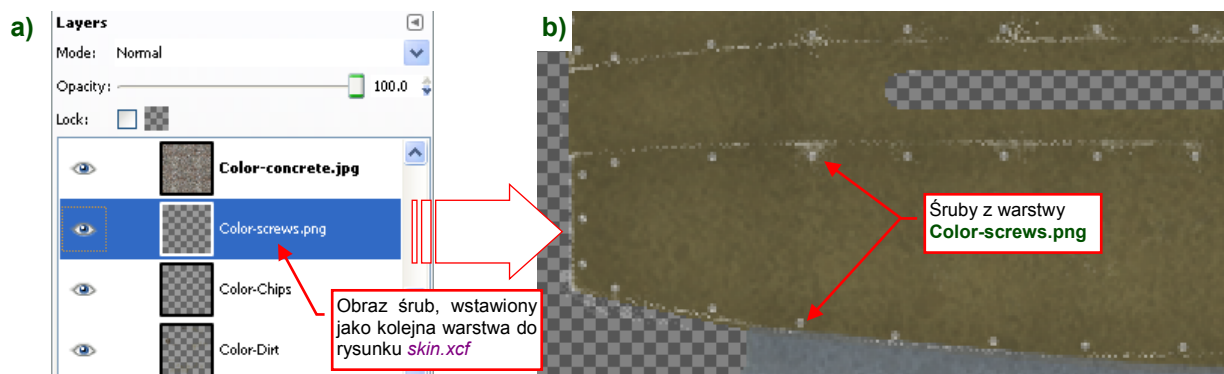 a)
Layers
Mode: Normal
Opacity: 100.0
Lock:
Color-concrete.jpg
Color-screws.png
Color-Chips
Color-Dirt
Obraz śrub, wstawiony
jako kolejna warstwa do
rysunku skin.xcf
b)
Śruby z warstwy
Color-screws.png